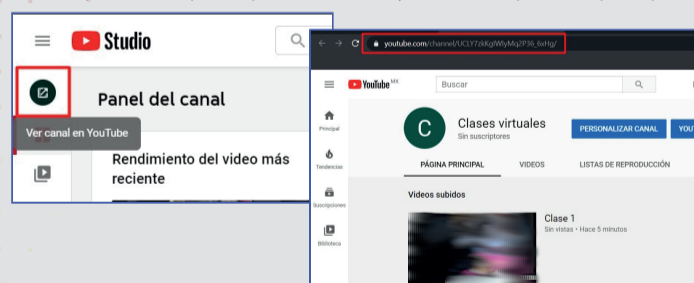 Studio
Panel del canal
Ver canal en YouTube
Rendimiento del video más
reciente
youtube.com/channel/UCLY7zkKgIWlyMq2P36_6xHg/
YouTube MX
Buscar
Principal
Tendencias
Suscripciones
Biblioteca
C
Clases virtuales
Sin suscriptores
PERSONALIZAR CANAL
YOU
PÁGINA PRINCIPAL
VIDEOS
LISTAS DE REPRODUCCIÓN
Videos subidos
Clase 1
Sin vistas • Hace 5 minutos